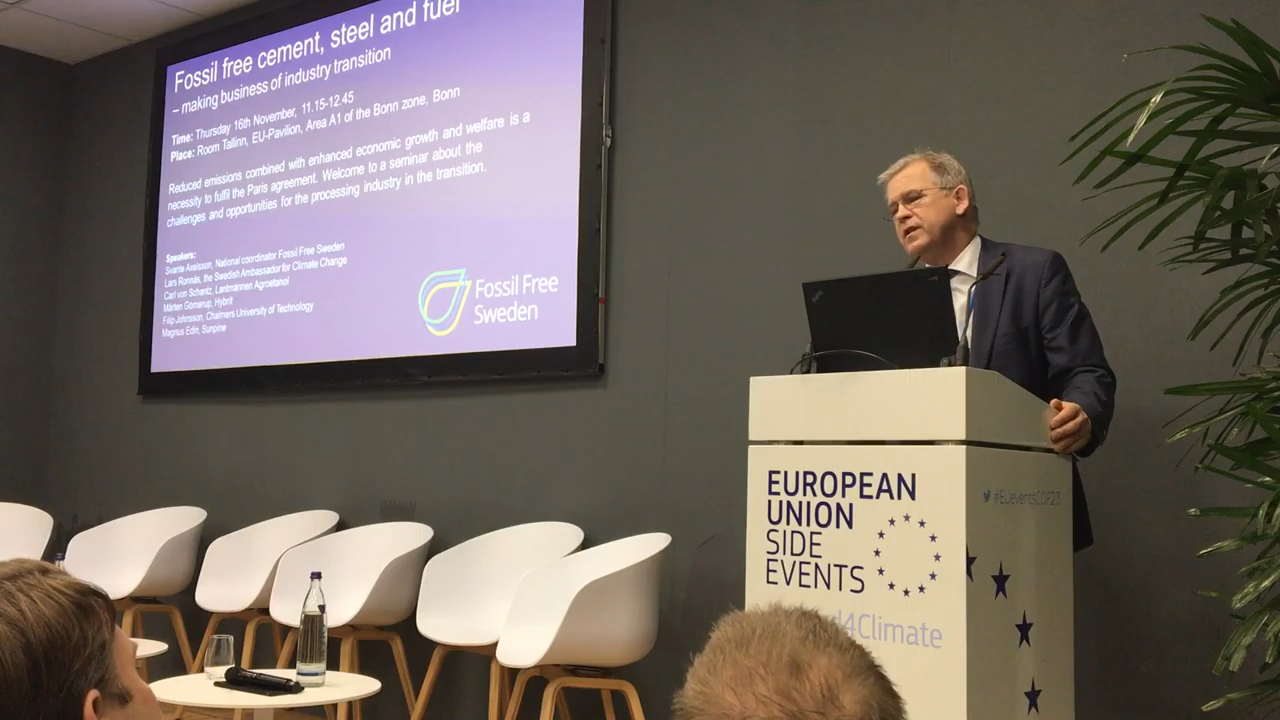 Fossil free cement, steel and fuel
– making business of industry transition
Time: Thursday 16th November, 11.15-12.45
Place: Room Tallinn, EU-Pavilion, Area A1 of the Bonn zone, Bonn
Reduced emissions combined with enhanced economic growth and welfare is a
necessity to fulfil the Paris agreement. Welcome to a seminar about the
challenges and opportunities for the processing industry in the transition.
Speakers:
Svante Axelsson, National coordinator Fossil Free Sweden
Lars Ronnås, the Swedish Ambassador for Climate Change
Carl von Schantz, Lantmännen Agroetanol
Mårten Görnerup, Hybrit
Filip Johnsson, Chalmers University of Technology
Magnus Edin, Sunpine
Fossil Free
Sweden
EUROPEAN
UNION
SIDE
EVENTS
4Climate
#EUeventsCOP23